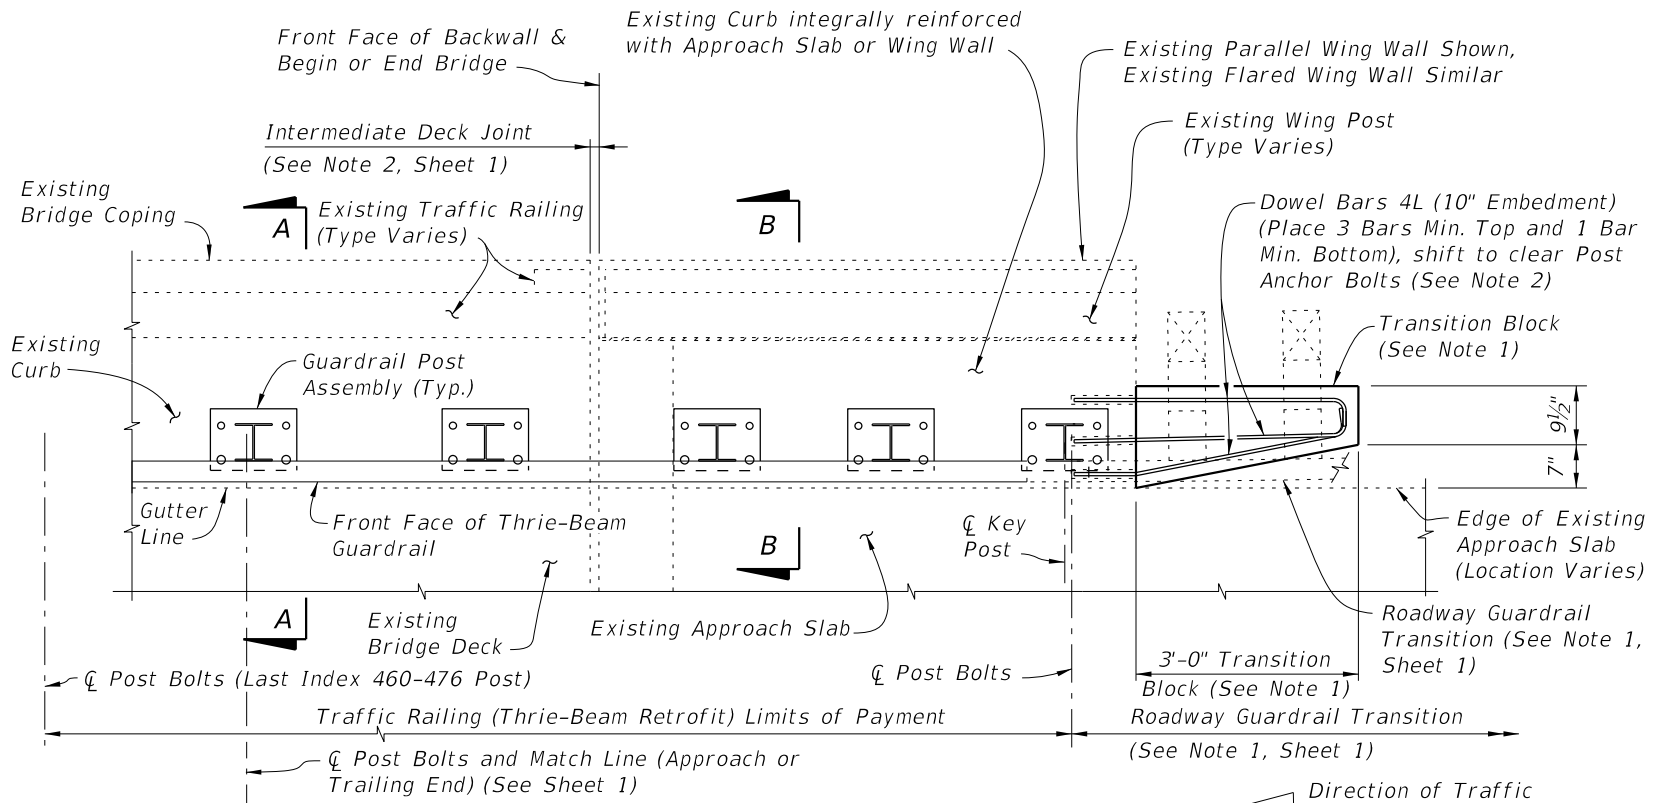 Front Face of Backwall &
Begin or End Bridge
Existing Curb integrally reinforced
with Approach Slab or Wing Wall
Existing Parallel Wing Wall Shown,
Existing Flared Wing Wall Similar
Existing Wing Post
(Type Varies)
Intermediate Deck Joint
(See Note 2, Sheet 1)
Existing
Bridge Coping
A
Existing Traffic Railing
(Type Varies)
B
Dowel Bars 4L (10" Embedment)
(Place 3 Bars Min. Top and 1 Bar
Min. Bottom), shift to clear Post
Anchor Bolts (See Note 2)
Transition Block
(See Note 1)
Existing
Curb
Guardrail Post
Assembly (Typ.)
9½"
7"
Gutter
Line
Front Face of Thrie-Beam
Guardrail
B
℄ Key
Post
Edge of Existing
Approach Slab
(Location Varies)
A
Existing
Bridge Deck
Existing Approach Slab
Roadway Guardrail
Transition (See Note 1,
Sheet 1)
℄ Post Bolts (Last Index 460-476 Post)
℄ Post Bolts
3'-0" Transition
Block (See Note 1)
Traffic Railing (Thrie-Beam Retrofit) Limits of Payment
Roadway Guardrail Transition
(See Note 1, Sheet 1)
℄ Post Bolts and Match Line (Approach or
Trailing End) (See Sheet 1)
Direction of Traffic